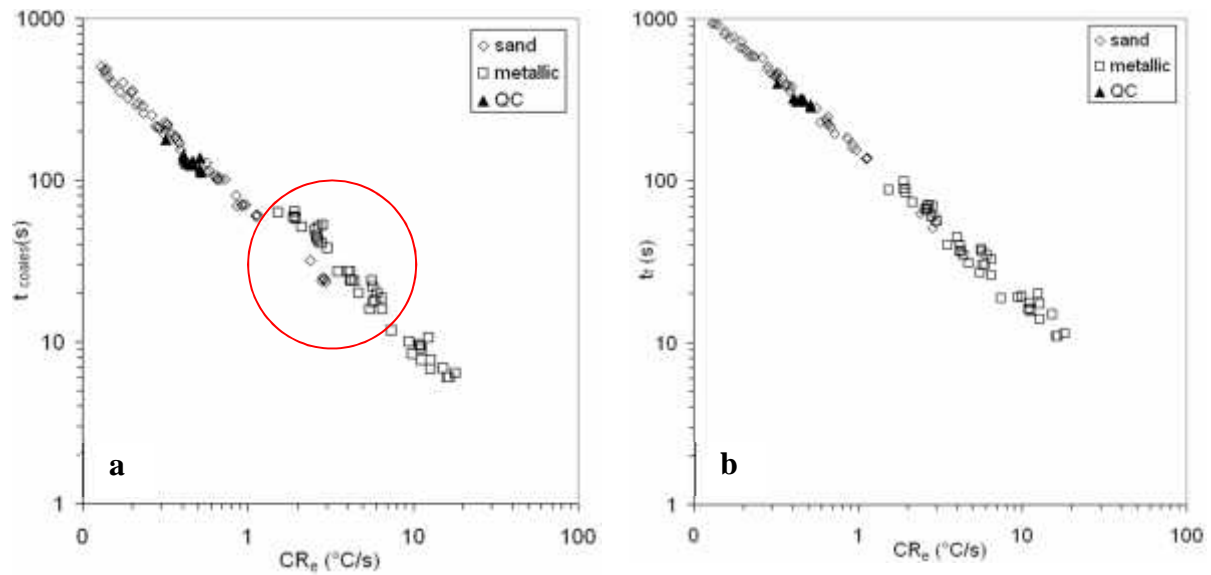 1000
100
10
1
t coales(s)
0
1
10
100
CRe (°C/s)
◇ sand
□ metallic
▲ QC
a
1000
100
10
1
tf (s)
0
1
10
100
CRe (°C/s)
◇ sand
□ metallic
▲ QC
b